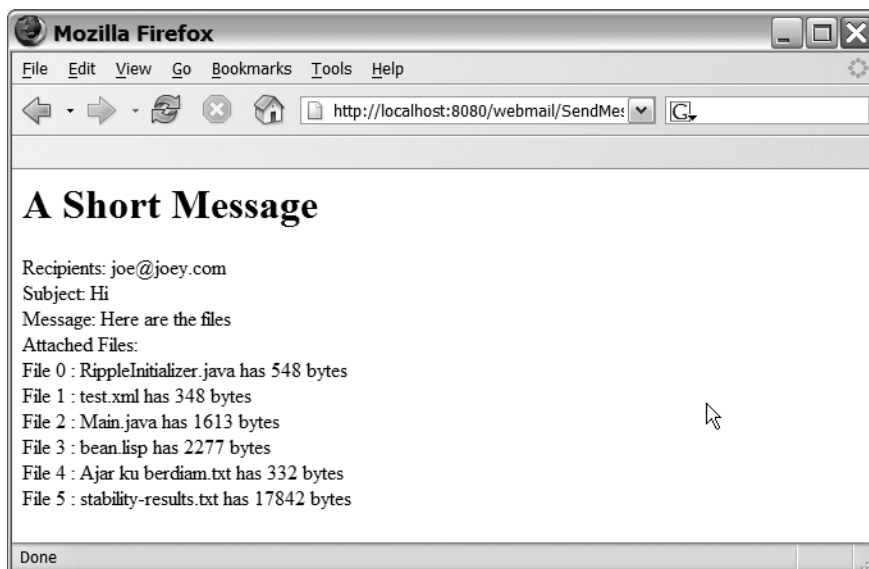 Mozilla Firefox
File Edit View Go Bookmarks Tools Help
http://localhost:8080/webmail/SendMes
G
A Short Message
Recipients: joe@joey.com
Subject: Hi
Message: Here are the files
Attached Files:
File 0 : RippleInitializer.java has 548 bytes
File 1 : test.xml has 348 bytes
File 2 : Main.java has 1613 bytes
File 3 : bean.lisp has 2277 bytes
File 4 : Ajar ku berdiam.txt has 332 bytes
File 5 : stability-results.txt has 17842 bytes
Done